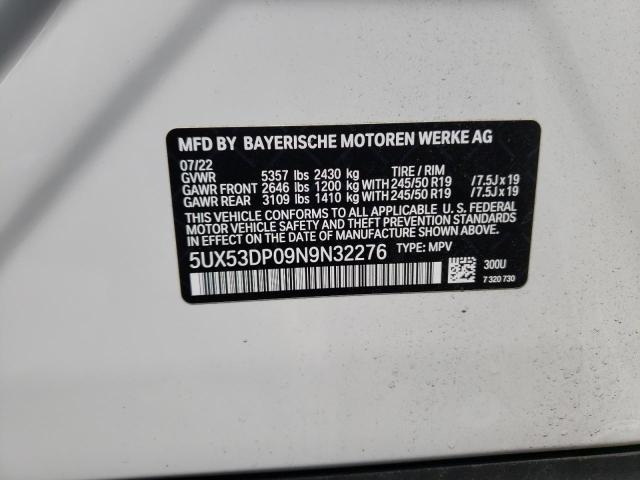 MFD BY BAYERISCHE MOTOREN WERKE AG
07/22
GVWR 5357 lbs 2430 kg TIRE / RIM
GAWR FRONT 2646 lbs 1200 kg WITH 245/50 R19 /7.5J x 19
GAWR REAR 3109 lbs 1410 kg WITH 245/50 R19 /7.5J x 19
THIS VEHICLE CONFORMS TO ALL APPLICABLE U. S. FEDERAL
MOTOR VEHICLE SAFETY AND THEFT PREVENTION STANDARDS
IN EFFECT ON THE DATE OF MANUFACTURE SHOWN ABOVE.
5UX53DP09N9N32276 TYPE: MPV
300U
7 320 730